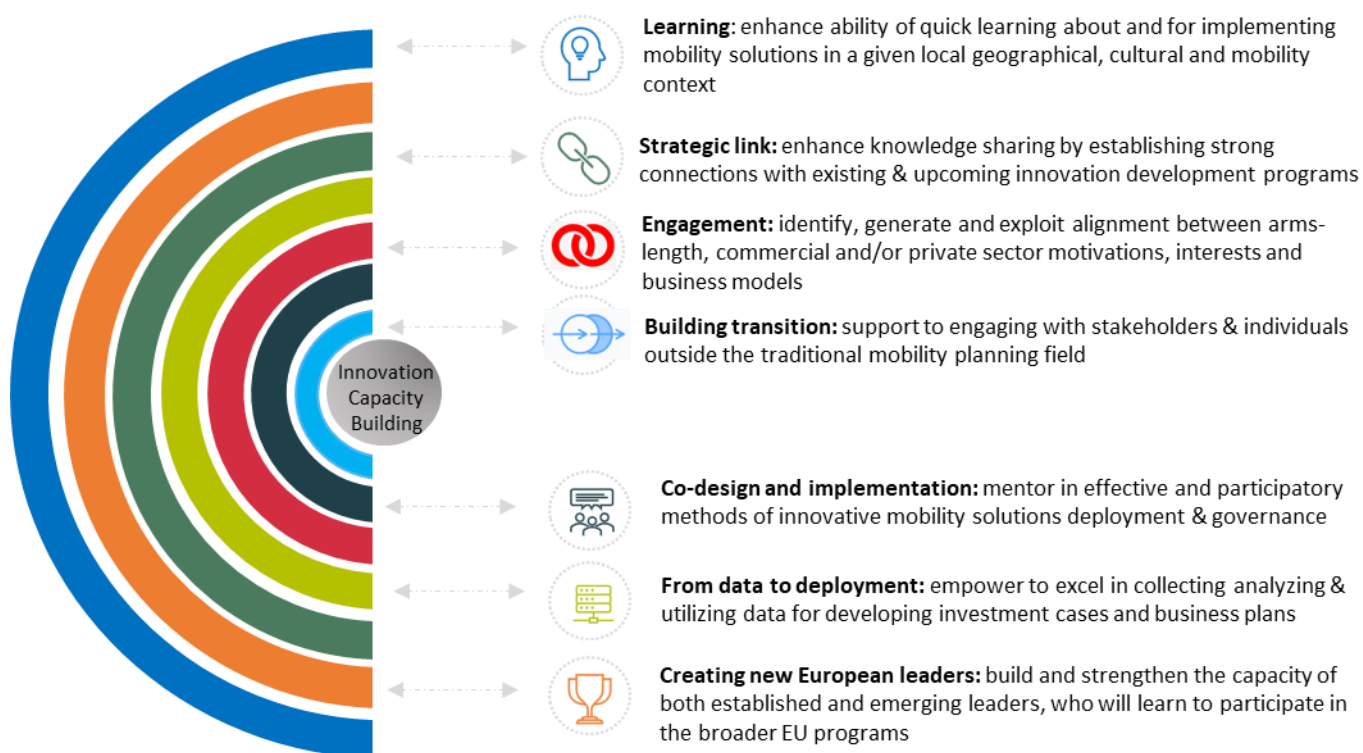 Learning: enhance ability of quick learning about and for implementing
mobility solutions in a given local geographical, cultural and mobility
context
Strategic link: enhance knowledge sharing by establishing strong
connections with existing & upcoming innovation development programs
Engagement: identify, generate and exploit alignment between arms-
length, commercial and/or private sector motivations, interests and
business models
Building transition: support to engaging with stakeholders & individuals
outside the traditional mobility planning field
Innovation
Capacity
Building
Co-design and implementation: mentor in effective and participatory
methods of innovative mobility solutions deployment & governance
From data to deployment: empower to excel in collecting analyzing &
utilizing data for developing investment cases and business plans
Creating new European leaders: build and strengthen the capacity of
both established and emerging leaders, who will learn to participate in
the broader EU programs